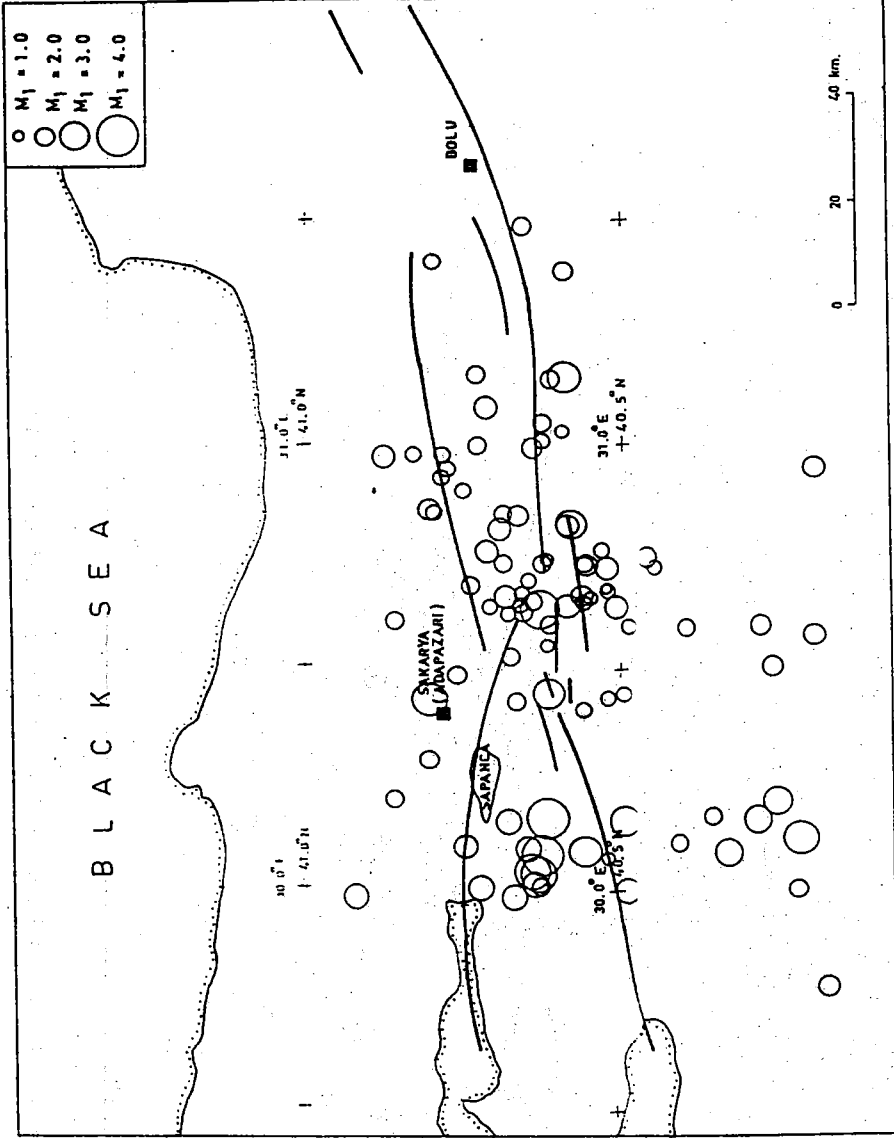 M₁ = 1.0
M₁ = 2.0
M₁ = 3.0
M₁ = 4.0
BLACK SEA
31.0°E
41.0°N
30.0°E
41.0°N
BOLU
SAKARYA
(ADAPAZARI)
SAPANCA
31.0°E
40.5°N
30.0°E
40.5°N
0 20 40 km.